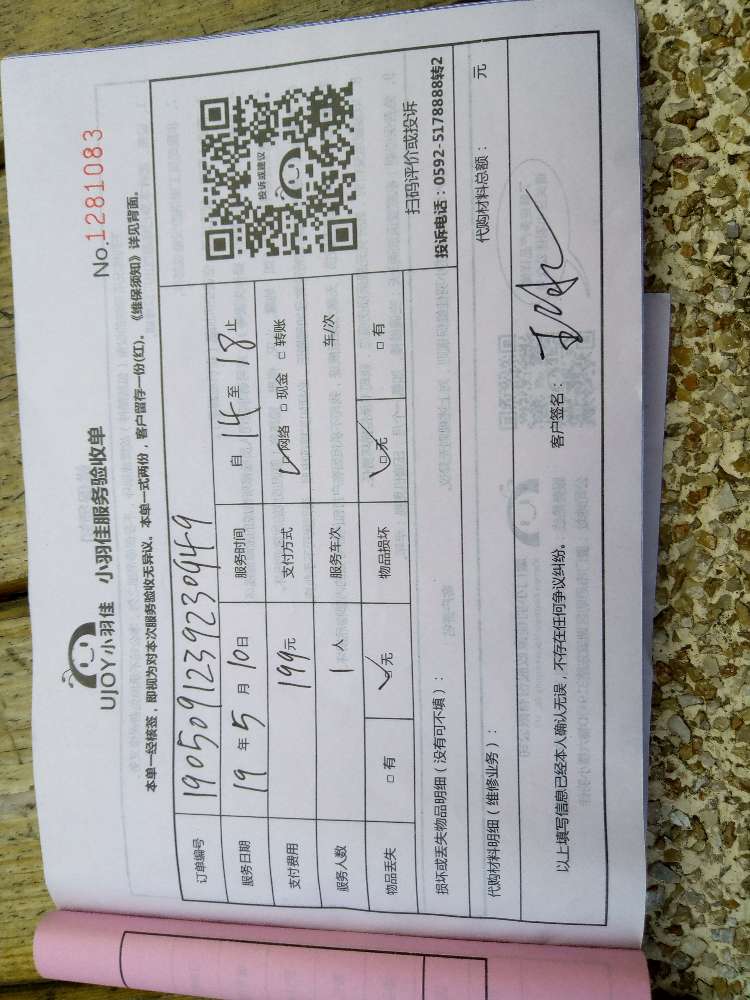 UJOY小羽佳 小羽佳服务验收单 No.1281083
本单一经核签，即视为对本次服务验收无异议。本单一式两份，客户留存一份(红)。《维保须知》详见背面。
订单编号 1905091239230949
服务日期 19 年 5 月 10 日 服务时间 自 14 至 18 止
支付费用 199元 支付方式 ☑网络 □现金 □转账
服务人数 1 人 服务车次 车/次
物品丢失 □有 ☑无 物品损坏 ☑无 □有
投诉或建议
扫码评价或投诉
损坏或丢失物品明细（没有可不填）： 投诉电话：0592-5178888转2
代购材料明细（维修业务）： 代购材料总额： 元
以上填写信息已经本人确认无误，不存在任何争议纠纷。 客户签名：